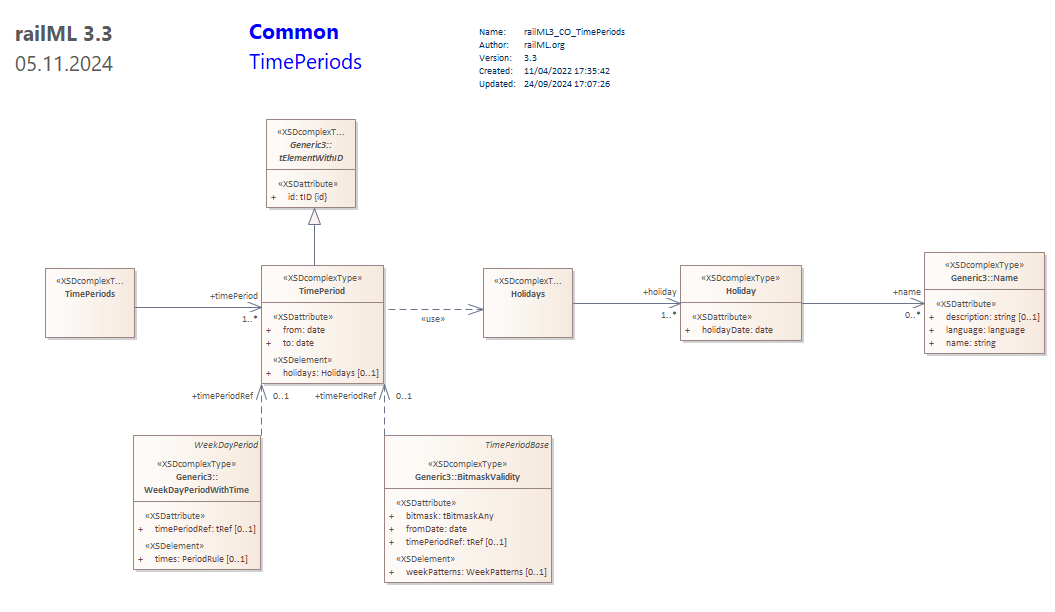 railML 3.3
05.11.2024
Common
TimePeriods
Name: railML3_CO_TimePeriods
Author: railML.org
Version: 3.3
Created: 11/04/2022 17:35:42
Updated: 24/09/2024 17:07:26
«XSDcomplexT...
Generic3::
tElementWithID
«XSDattribute»
+ id: tID {id}
«XSDcomplexT...
TimePeriods
+timePeriod
1..*
«XSDcomplexType»
TimePeriod
«XSDattribute»
+ from: date
+ to: date
«XSDelement»
+ holidays: Holidays [0..1]
«use»
«XSDcomplexT...
Holidays
+holiday
1..*
«XSDcomplexType»
Holiday
«XSDattribute»
+ holidayDate: date
+name
0..*
«XSDcomplexType»
Generic3::Name
«XSDattribute»
+ description: string [0..1]
+ language: language
+ name: string
+timePeriodRef 0..1
+timePeriodRef 0..1
WeekDayPeriod
«XSDcomplexType»
Generic3::
WeekDayPeriodWithTime
«XSDattribute»
+ timePeriodRef: tRef [0..1]
«XSDelement»
+ times: PeriodRule [0..1]
TimePeriodBase
«XSDcomplexType»
Generic3::BitmaskValidity
«XSDattribute»
+ bitmask: tBitmaskAny
+ fromDate: date
+ timePeriodRef: tRef [0..1]
«XSDelement»
+ weekPatterns: WeekPatterns [0..1]